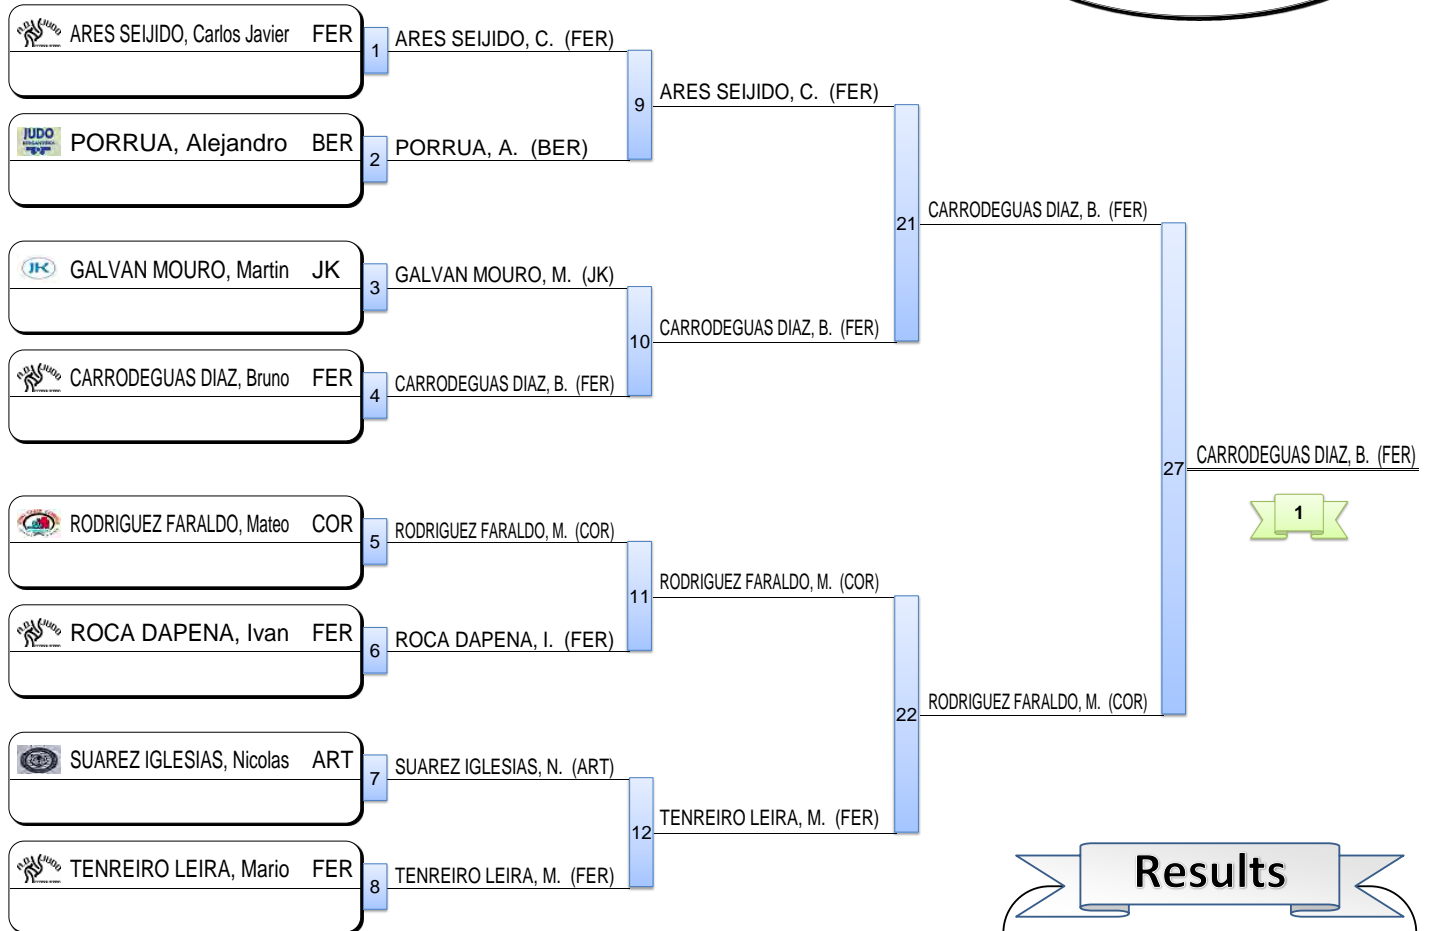 ARES SEIJIDO, Carlos Javier FER
1
ARES SEIJIDO, C. (FER)
JUDO
PORRUA, Alejandro BER
2
PORRUA, A. (BER)
9
ARES SEIJIDO, C. (FER)
JK
GALVAN MOURO, Martin JK
3
GALVAN MOURO, M. (JK)
CARRODEGUAS DIAZ, Bruno FER
4
CARRODEGUAS DIAZ, B. (FER)
10
CARRODEGUAS DIAZ, B. (FER)
21
CARRODEGUAS DIAZ, B. (FER)
RODRIGUEZ FARALDO, Mateo COR
5
RODRIGUEZ FARALDO, M. (COR)
ROCA DAPENA, Ivan FER
6
ROCA DAPENA, I. (FER)
11
RODRIGUEZ FARALDO, M. (COR)
SUAREZ IGLESIAS, Nicolas ART
7
SUAREZ IGLESIAS, N. (ART)
TENREIRO LEIRA, Mario FER
8
TENREIRO LEIRA, M. (FER)
12
TENREIRO LEIRA, M. (FER)
22
RODRIGUEZ FARALDO, M. (COR)
27
CARRODEGUAS DIAZ, B. (FER)
1
Results